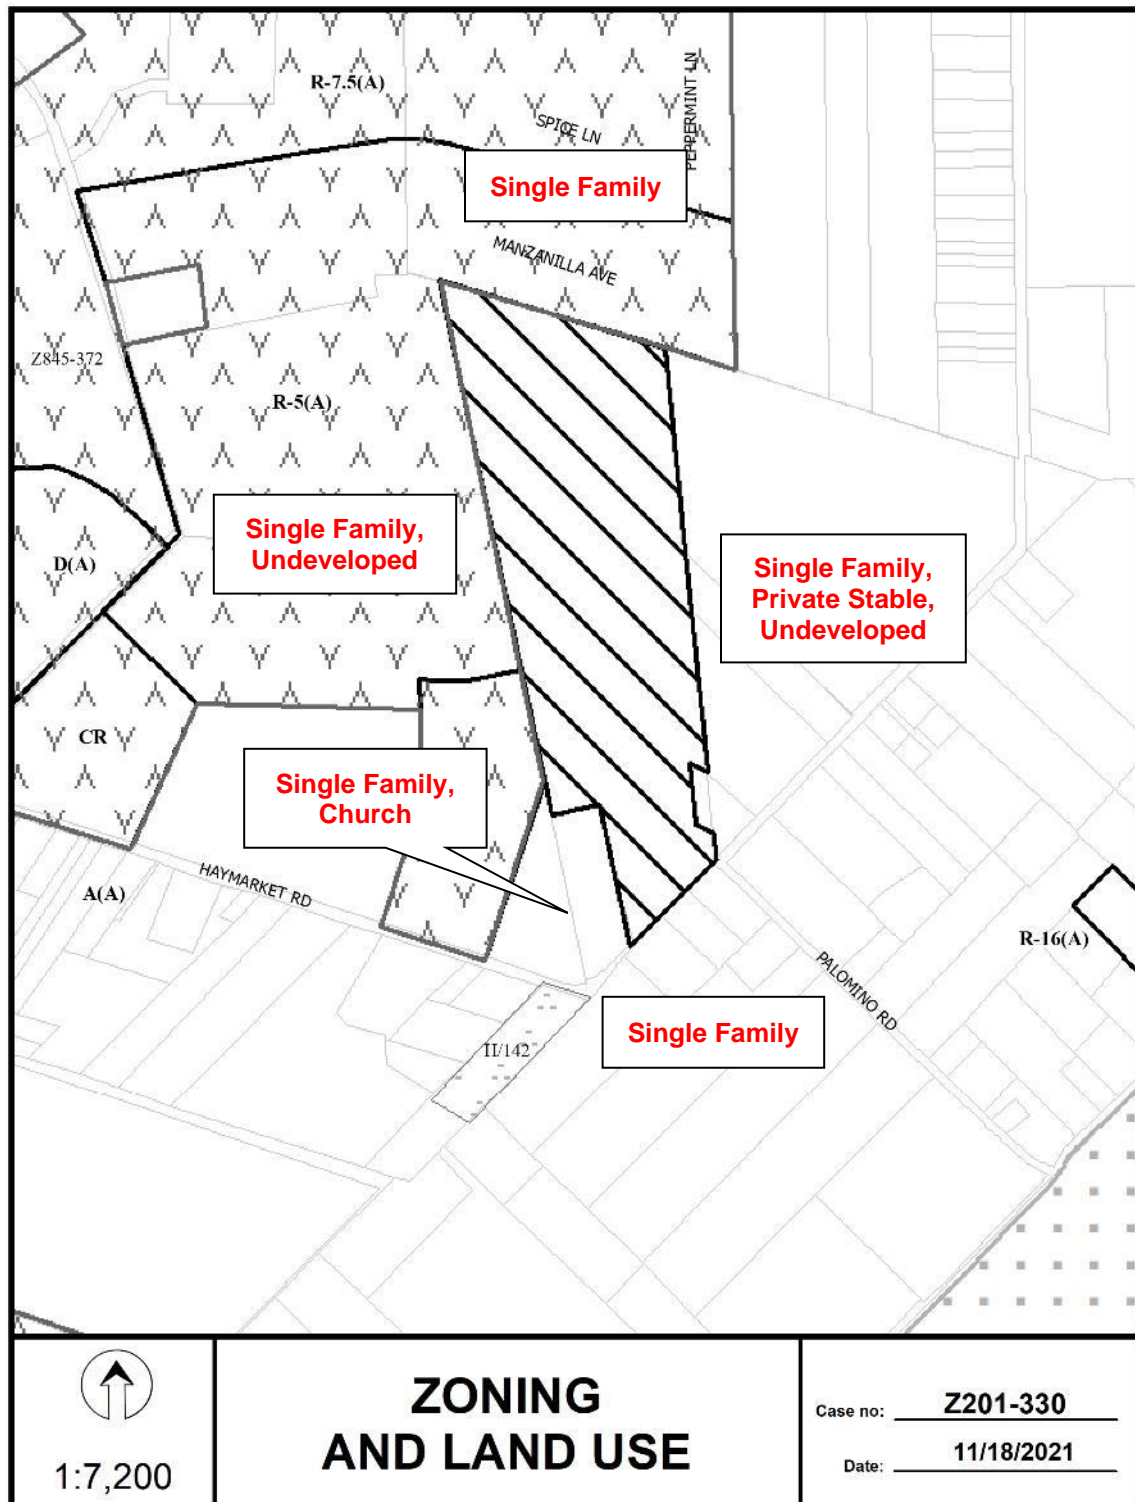 R-7.5(A)
SPICE LN
PEPPERMINT LN
Single Family
MANZANILLA AVE
Z845-372
R-5(A)
Single Family,
Undeveloped
D(A)
Single Family,
Private Stable,
Undeveloped
CR
Single Family,
Church
HAYMARKET RD
A(A)
R-16(A)
PALOMINO RD
Single Family
II/142
1:7,200
ZONING
AND LAND USE
Case no: Z201-330
Date: 11/18/2021